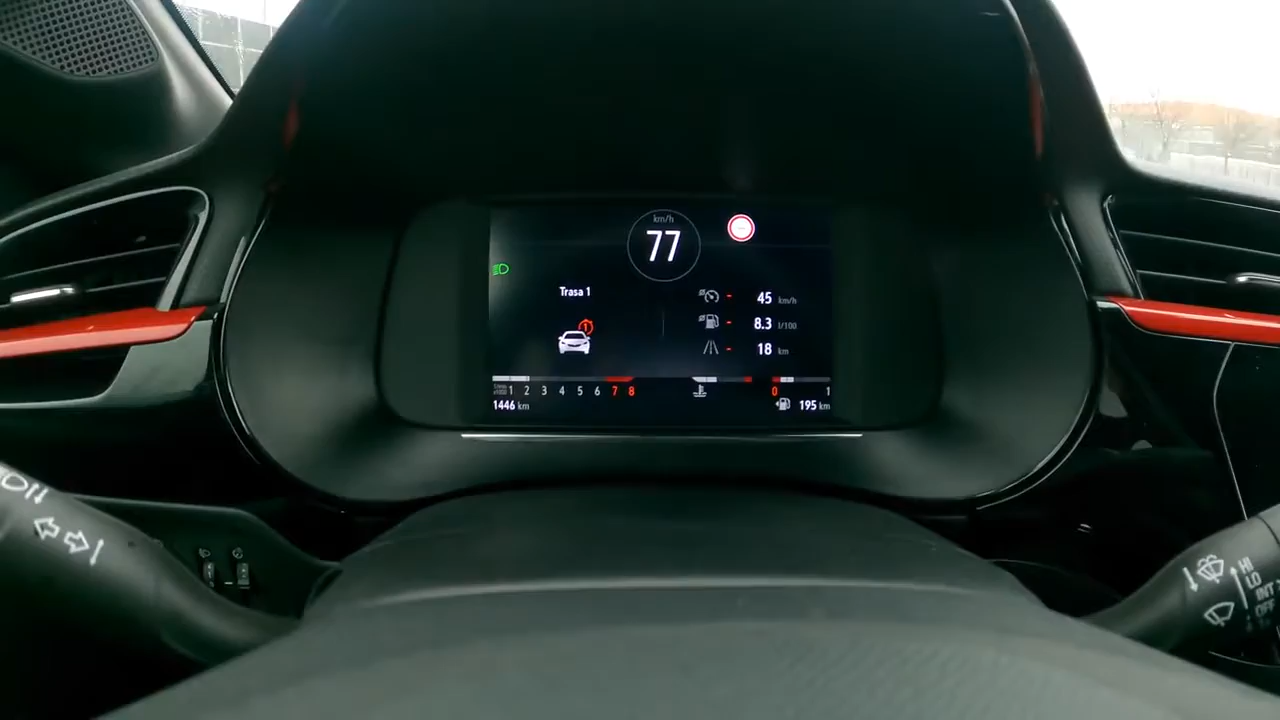 km/h
77
Trasa 1
45 km/h
8.3 l/100
18 km
1 2 3 4 5 6 7 8
0 1
1446 km
195 km
HI
LO
INT
OFF